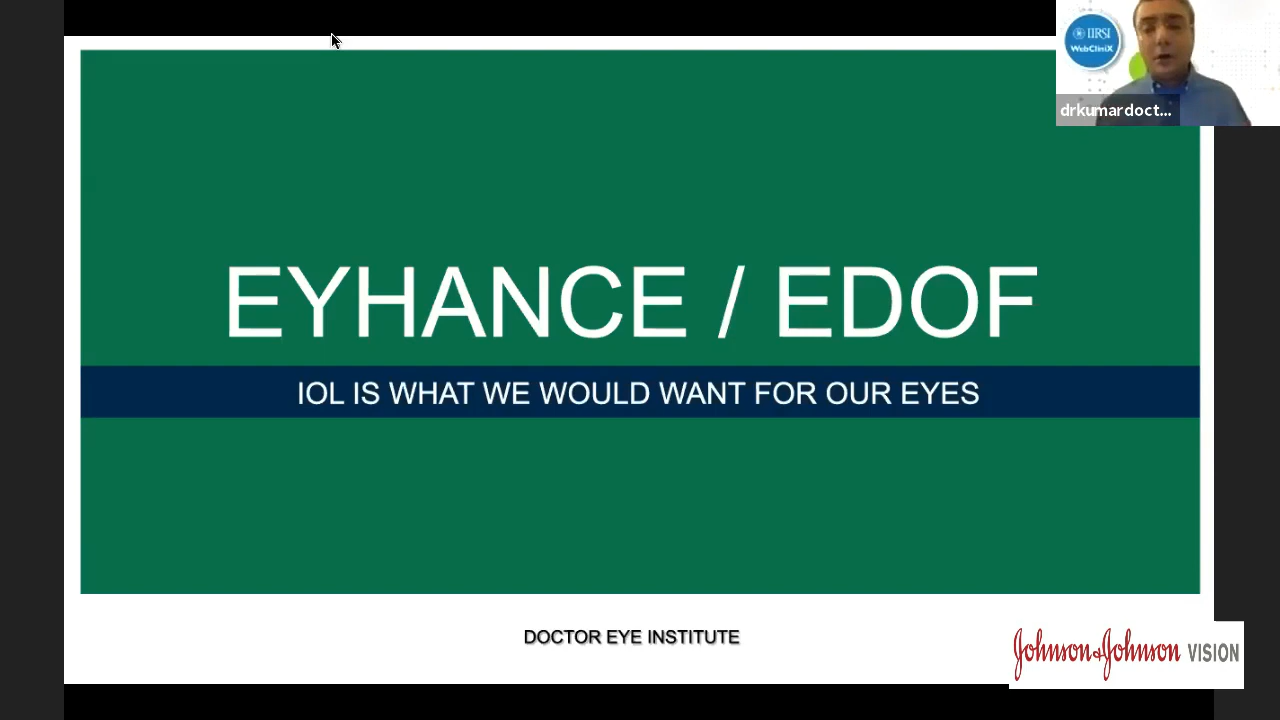 IIRSI
WebCliniX
drkumardoct...
EYHANCE / EDOF
IOL IS WHAT WE WOULD WANT FOR OUR EYES
DOCTOR EYE INSTITUTE
Johnson & Johnson VISION